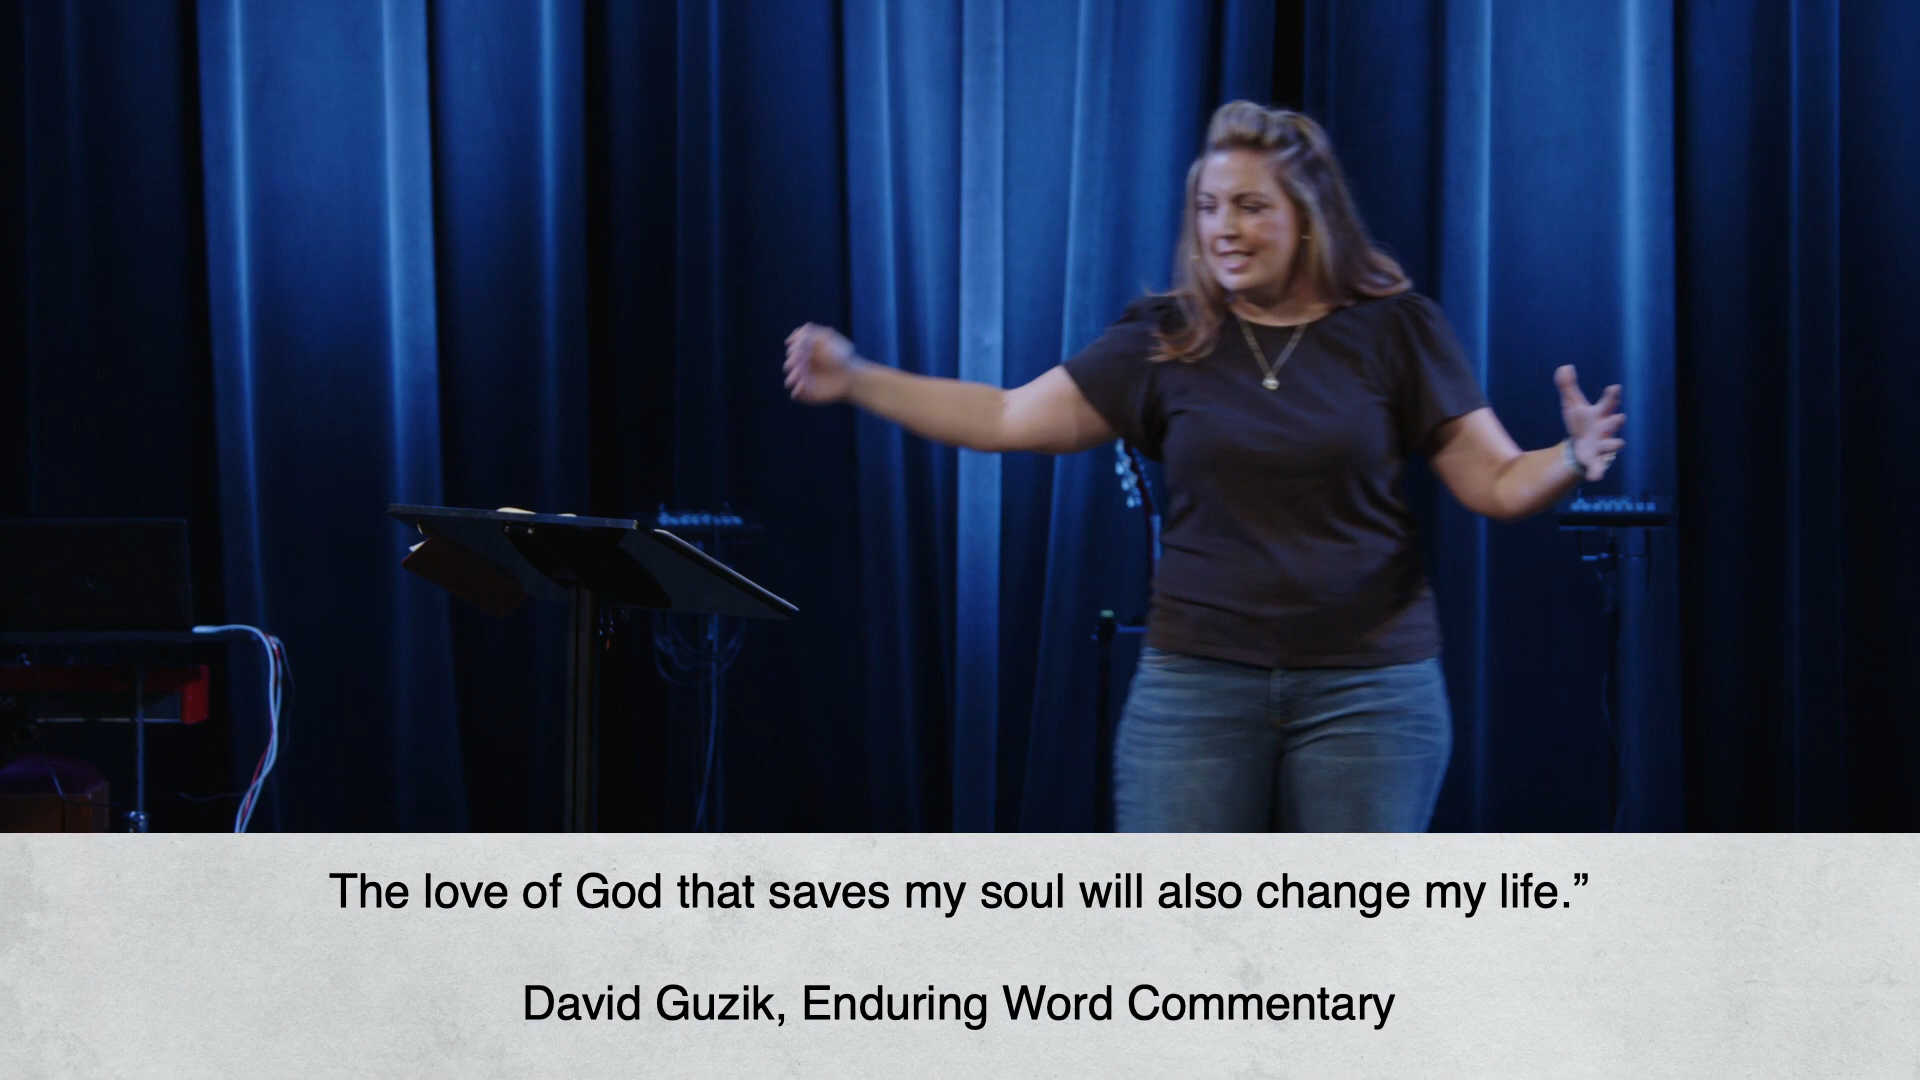 The love of God that saves my soul will also change my life.”
David Guzik, Enduring Word Commentary